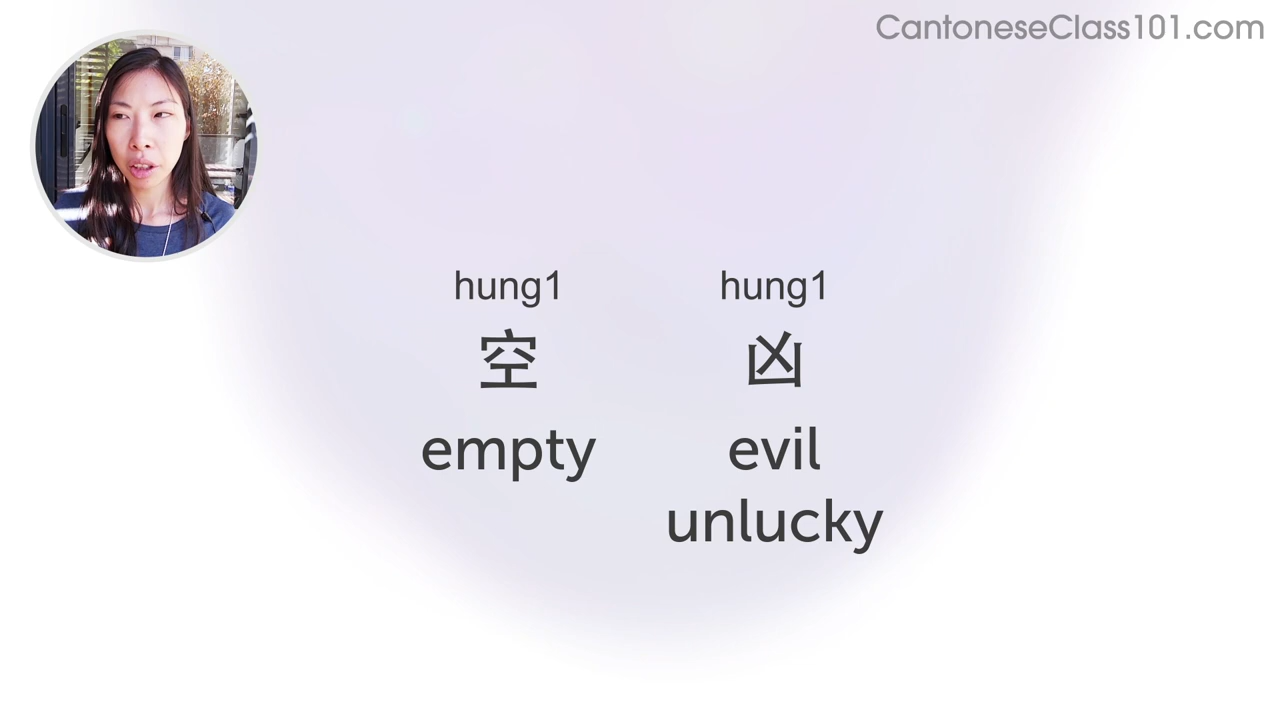 CantoneseClass101.com
hung1 hung1
空 凶
empty evil
unlucky